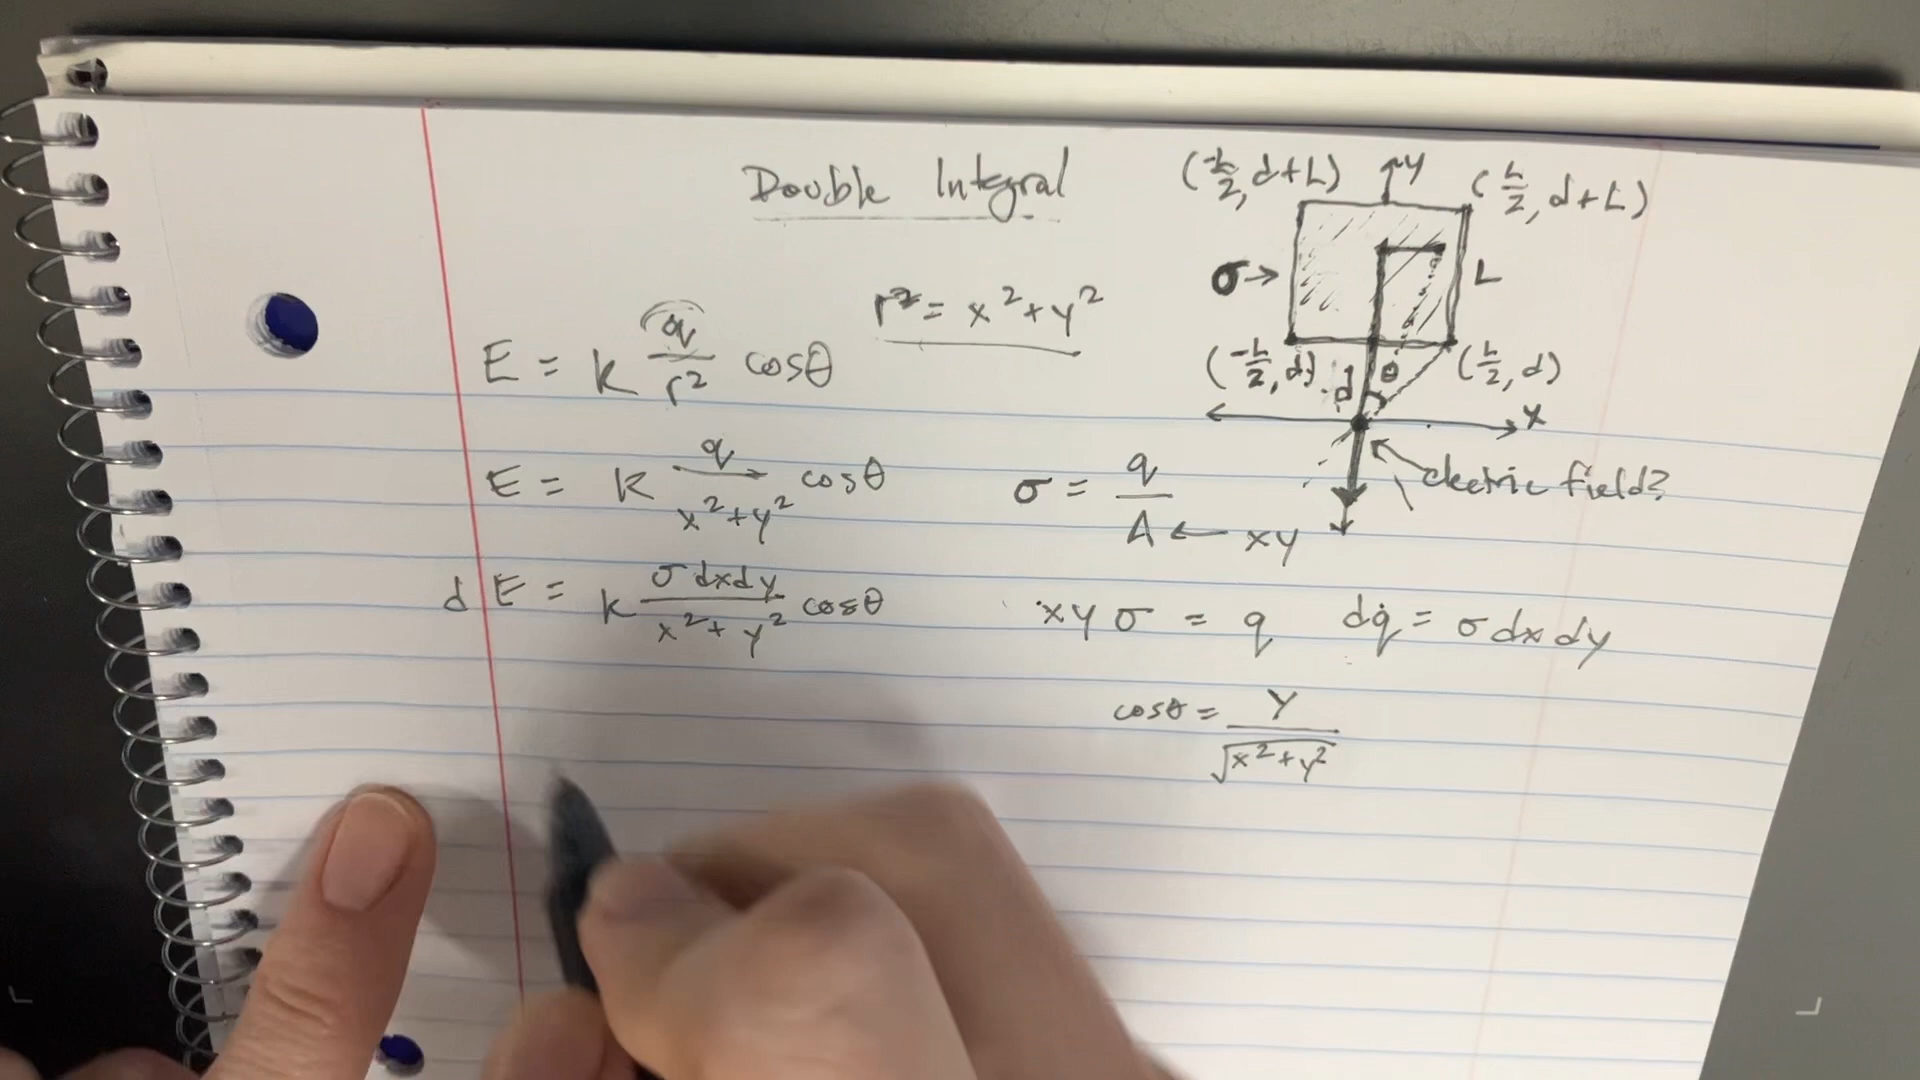 Double Integral
(-L/2, d+L)
y
(L/2, d+L)
σ→
L
r² = x² + y²
E = k q/r² cosθ
(-L/2, d)
d
θ
(L/2, d)
x
E = k q/(x²+y²) cosθ
σ = q/A ← xy
electric field?
dE = k σdxdy/(x²+y²) cosθ
xyσ = q dq = σdxdy
cosθ = y/√(x²+y²)